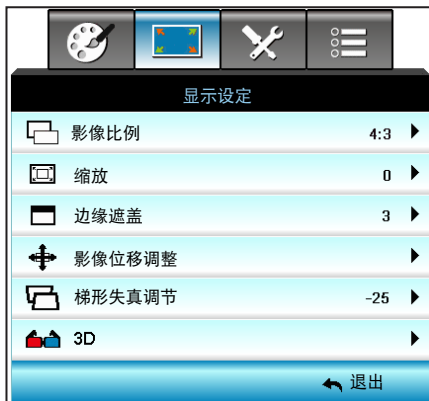 显示设定
影像比例 4:3
缩放 0
边缘遮盖 3
影像位移调整
梯形失真调节 -25
3D
退出